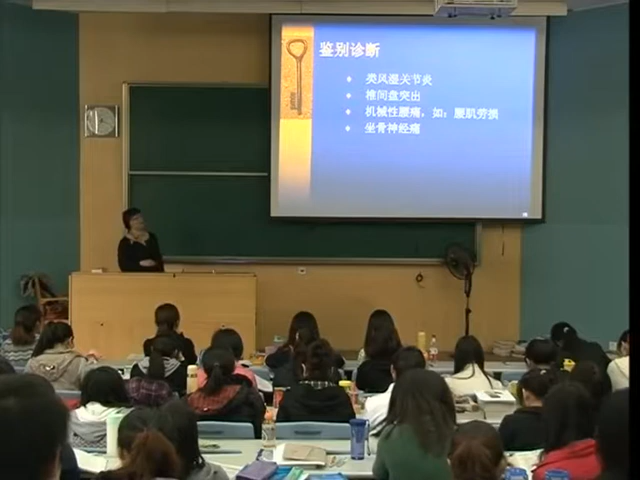 鉴别诊断
类风湿关节炎
椎间盘突出
机械性腰痛，如：腰肌劳损
坐骨神经痛